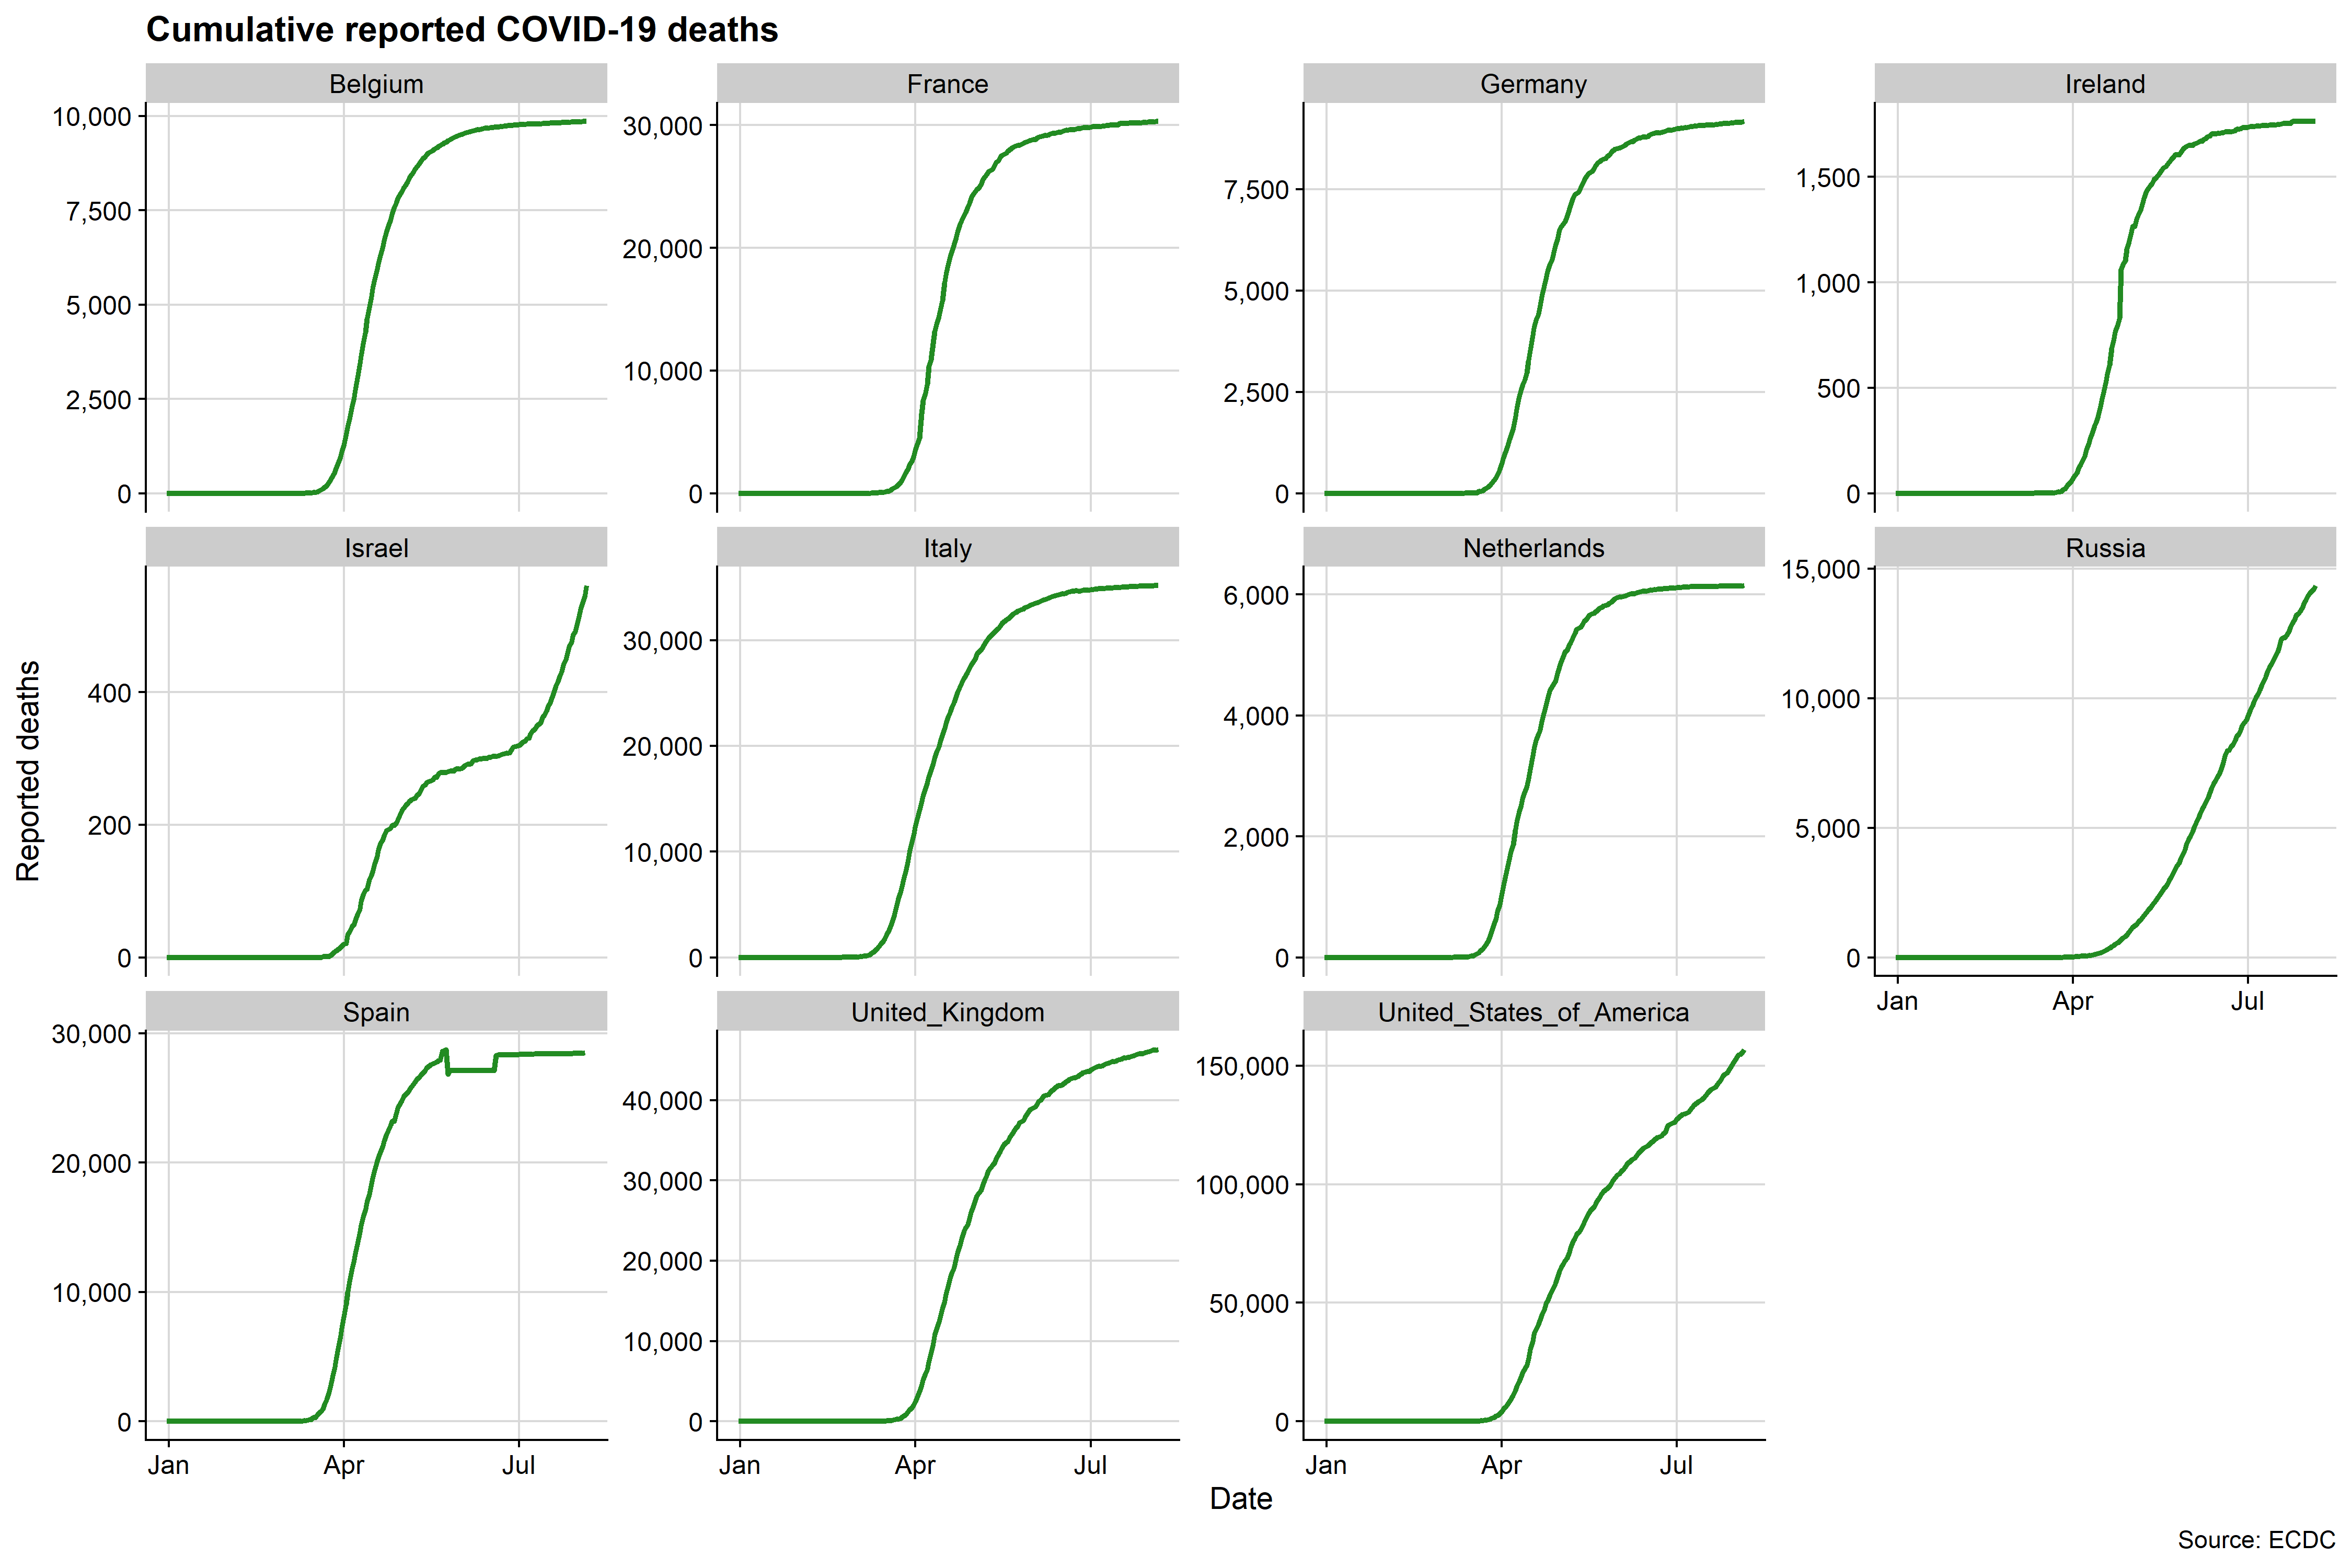 Cumulative reported COVID-19 deaths
Belgium
10,000
7,500
5,000
2,500
0
France
30,000
20,000
10,000
0
Germany
7,500
5,000
2,500
0
Ireland
1,500
1,000
500
0
Israel
400
200
0
Italy
30,000
20,000
10,000
0
Netherlands
6,000
4,000
2,000
0
Russia
15,000
10,000
5,000
0
Jan Apr Jul
Spain
30,000
20,000
10,000
0
Jan Apr Jul
United_Kingdom
40,000
30,000
20,000
10,000
0
Jan Apr Jul
United_States_of_America
150,000
100,000
50,000
0
Jan Apr Jul
Reported deaths
Date
Source: ECDC